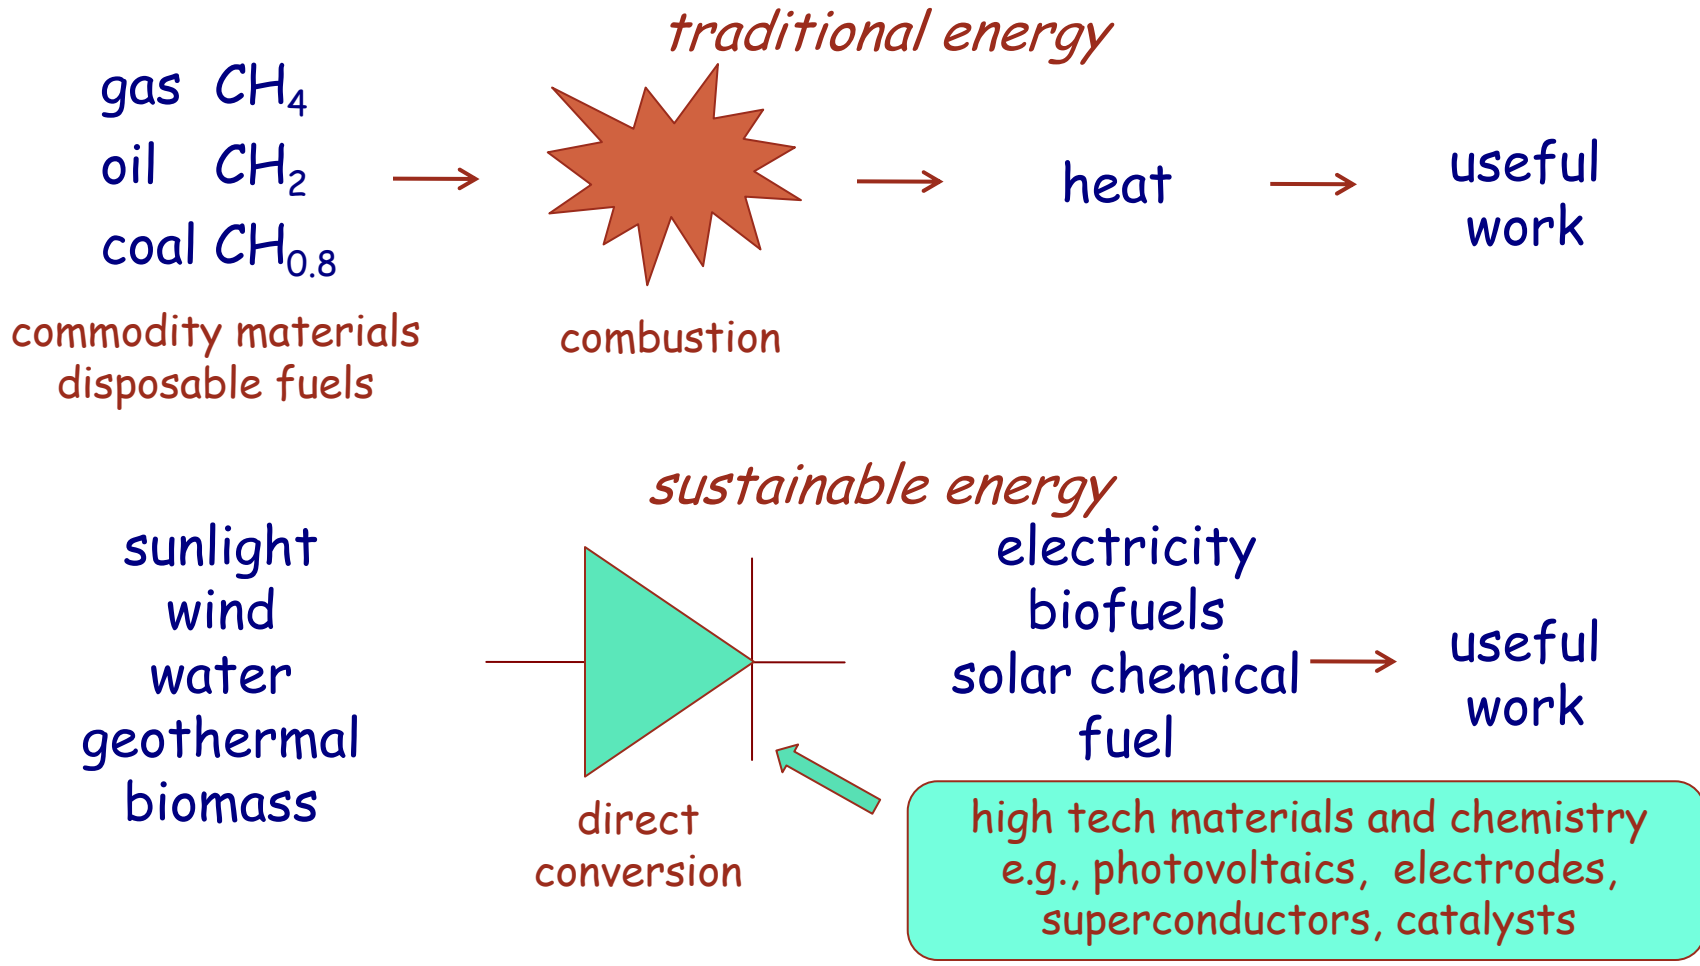 traditional energy
gas CH4
oil CH2
coal CH0.8
heat
useful
work
commodity materials
disposable fuels
combustion
sustainable energy
sunlight
wind
water
geothermal
biomass
direct
conversion
electricity
biofuels
solar chemical
fuel
useful
work
high tech materials and chemistry
e.g., photovoltaics, electrodes,
superconductors, catalysts